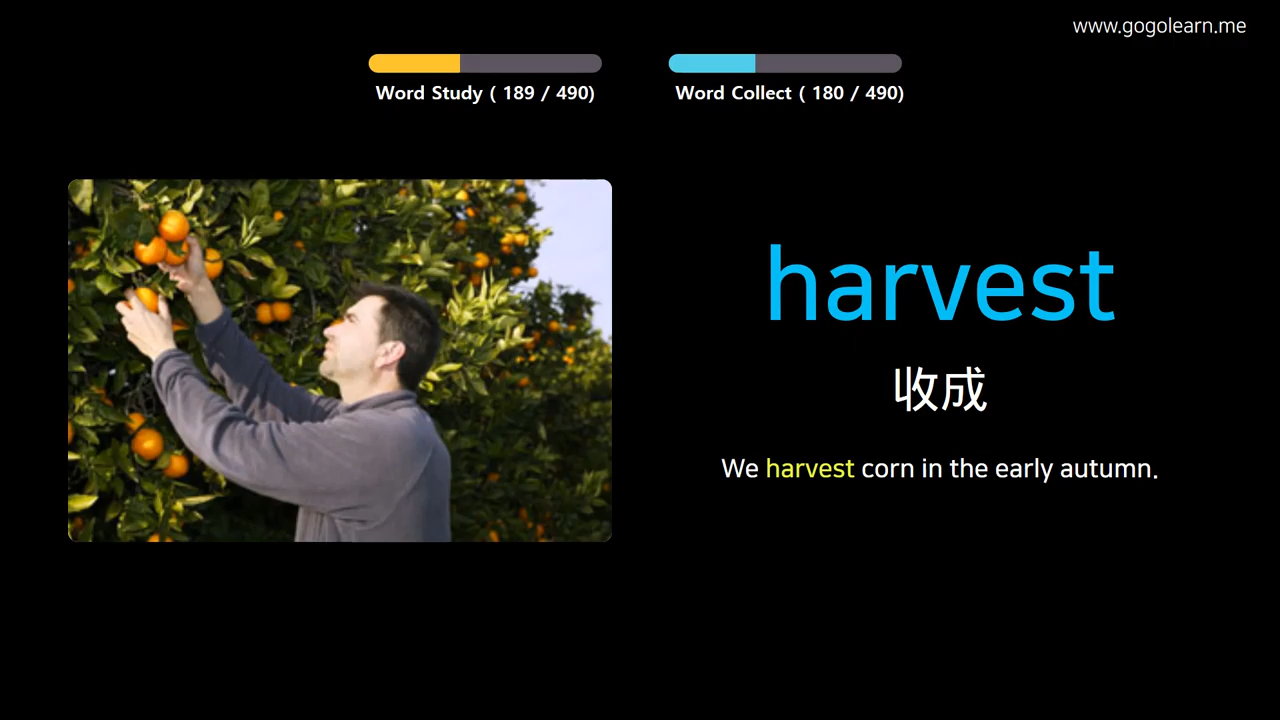 www.gogolearn.me
Word Study ( 189 / 490)
Word Collect ( 180 / 490)
harvest
收成
We harvest corn in the early autumn.